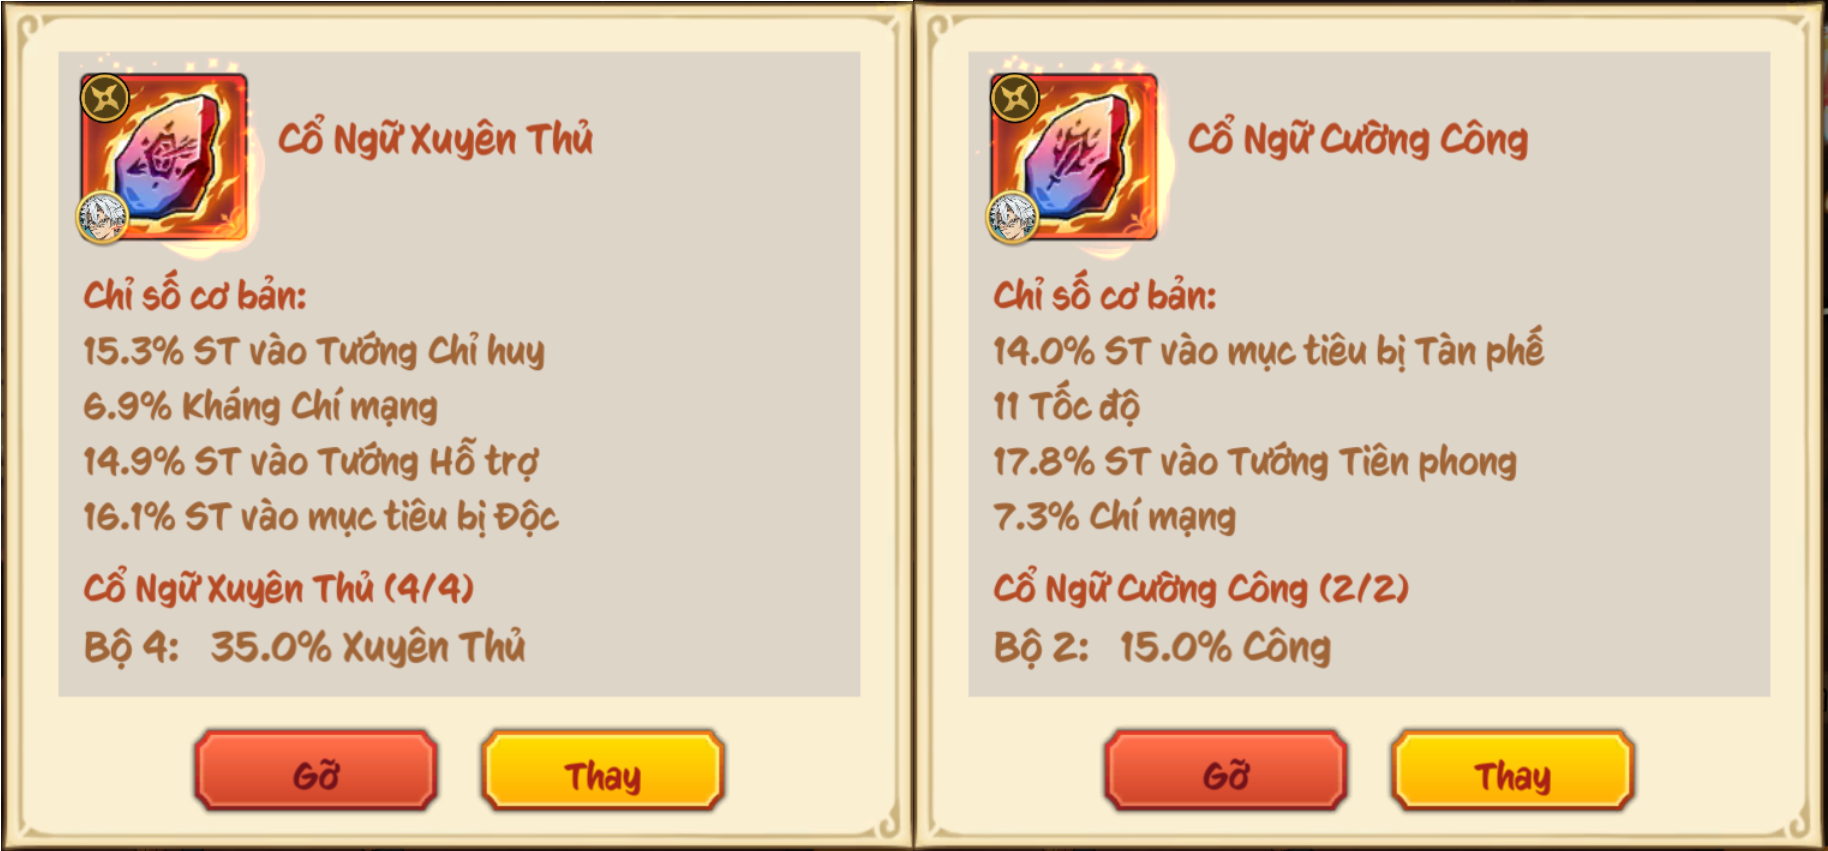 Cổ Ngữ Xuyên Thủ
Chỉ số cơ bản:
15.3% ST vào Tướng Chỉ huy
6.9% Kháng Chí mạng
14.9% ST vào Tướng Hỗ trợ
16.1% ST vào mục tiêu bị Độc
Cổ Ngữ Xuyên Thủ (4/4)
Bộ 4: 35.0% Xuyên Thủ
Gỡ
Thay
Cổ Ngữ Cường Công
Chỉ số cơ bản:
14.0% ST vào mục tiêu bị Tàn phế
11 Tốc độ
17.8% ST vào Tướng Tiên phong
7.3% Chí mạng
Cổ Ngữ Cường Công (2/2)
Bộ 2: 15.0% Công
Gỡ
Thay